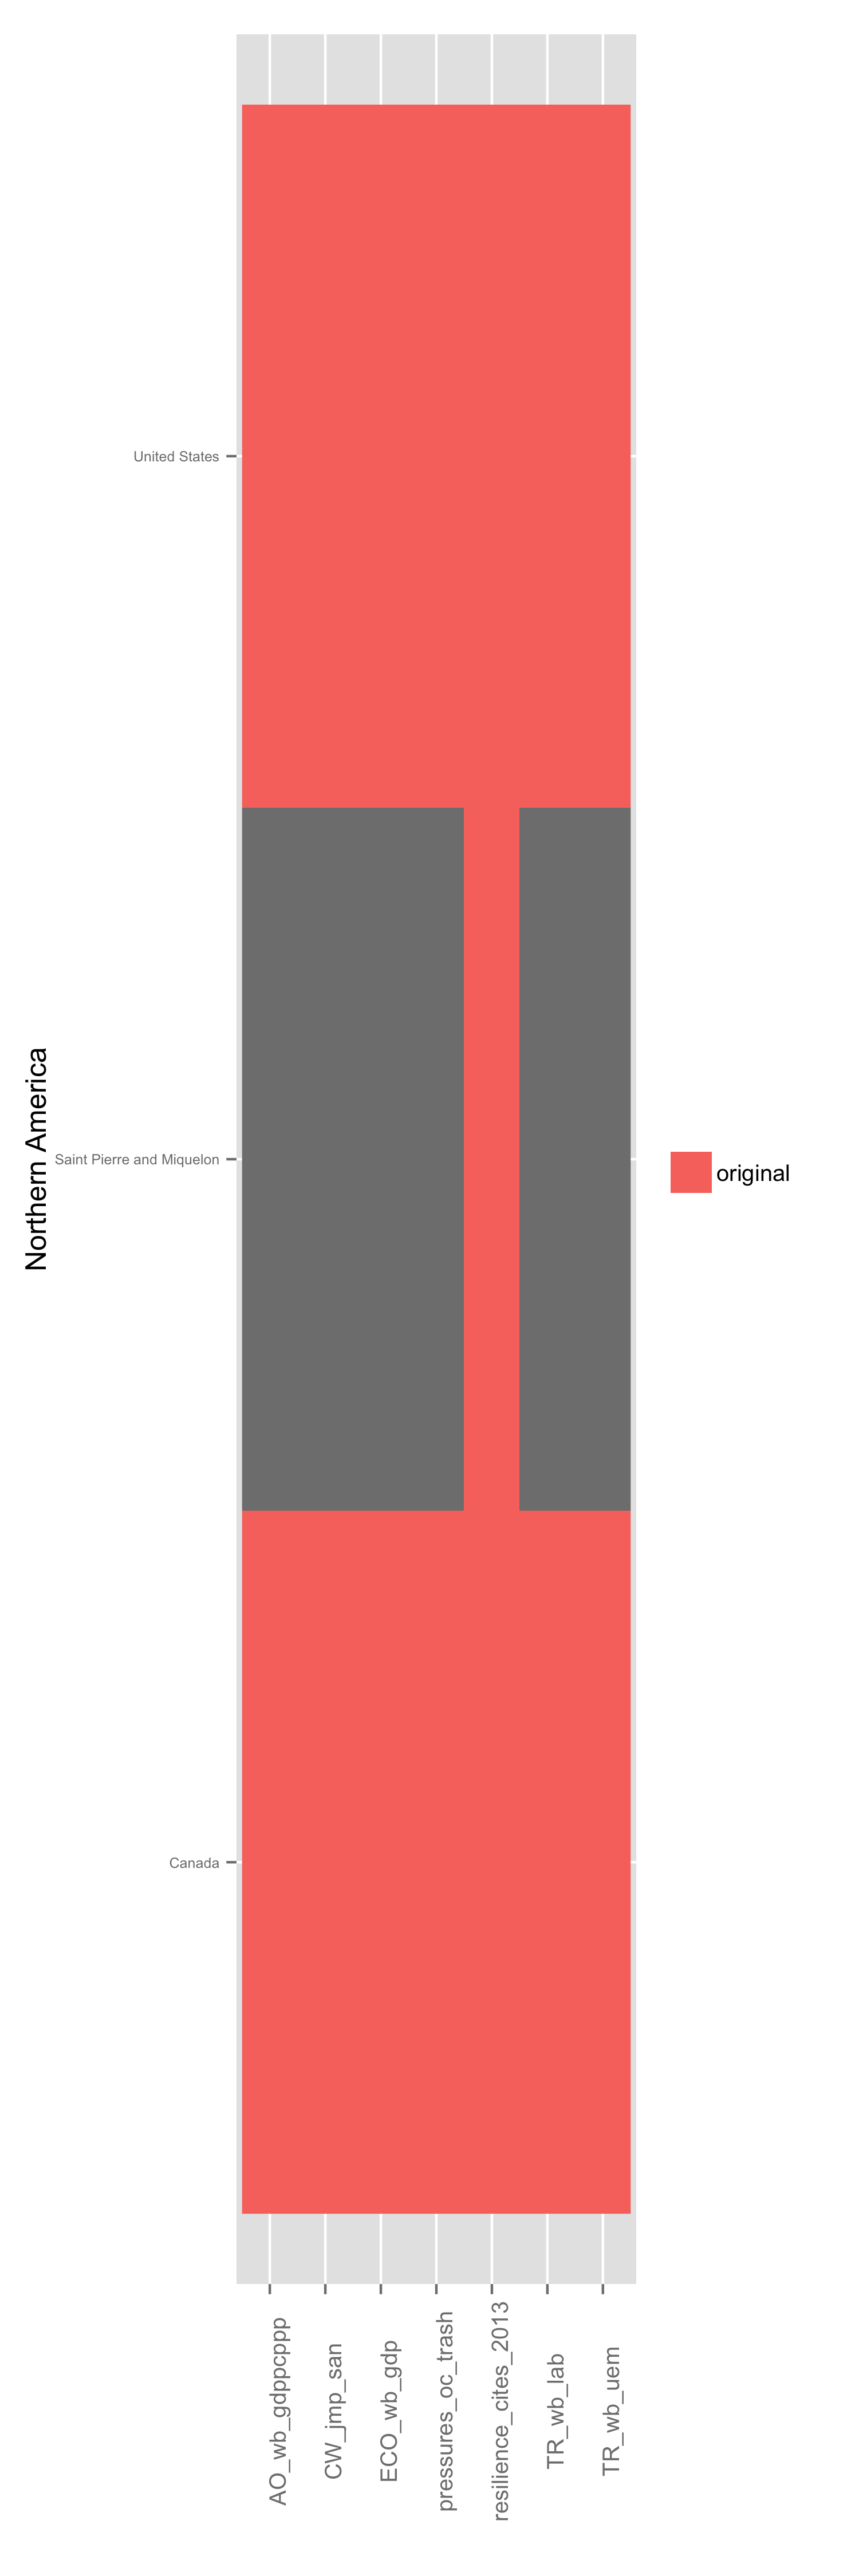 United States
Northern America
Saint Pierre and Miquelon
original
Canada
AO_wb_gdppcppp
CW_jmp_san
ECO_wb_gdp
pressures_oc_trash
resilience_cites_2013
TR_wb_lab
TR_wb_uem